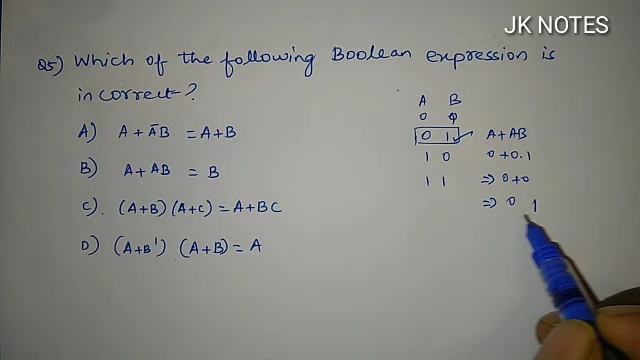 JK NOTES
Q5) Which of the following Boolean expression is
incorrect?
A) A + A̅B = A+B
B) A + AB = B
C). (A+B) (A+C) = A+BC
D) (A+B') (A+B) = A
A B
0 0
0 1 A+AB
1 0 0+0.1
1 1 ⇒ 0+0
⇒ 0 1